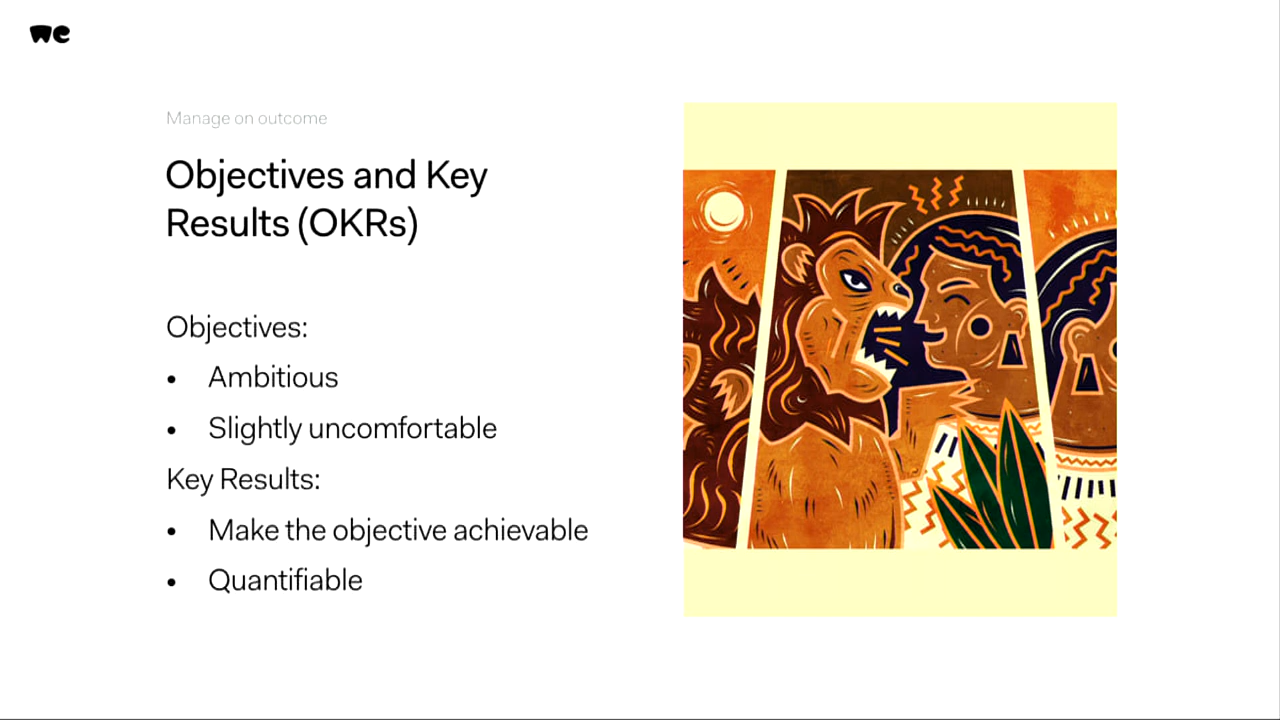 we
Manage on outcome
Objectives and Key
Results (OKRs)
Objectives:
• Ambitious
• Slightly uncomfortable
Key Results:
• Make the objective achievable
• Quantifiable